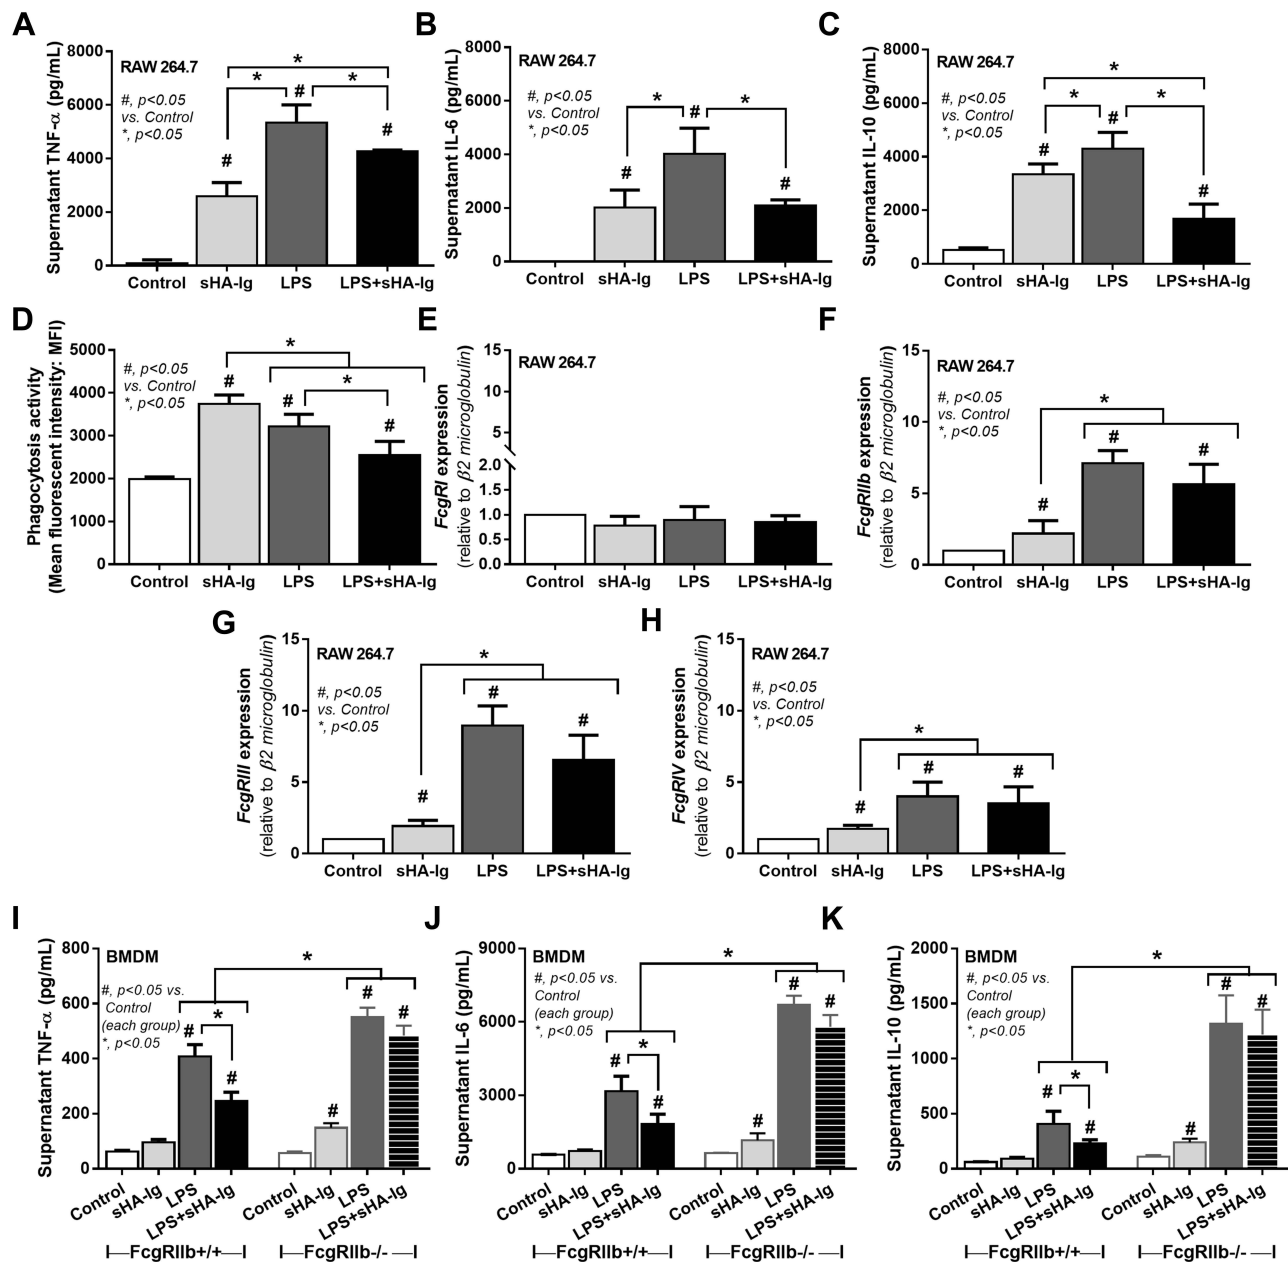 A
Supernatant TNF-α (pg/mL)
8000
6000
4000
2000
0
RAW 264.7
#, p<0.05
vs. Control
*, p<0.05
#
#
#
*
*
*
Control
sHA-Ig
LPS
LPS+sHA-Ig
B
Supernatant IL-6 (pg/mL)
8000
6000
4000
2000
0
RAW 264.7
#, p<0.05
vs. Control
*, p<0.05
#
#
#
*
*
Control
sHA-Ig
LPS
LPS+sHA-Ig
C
Supernatant IL-10 (pg/mL)
8000
6000
4000
2000
0
RAW 264.7
#, p<0.05
vs. Control
*, p<0.05
#
#
#
*
*
*
Control
sHA-Ig
LPS
LPS+sHA-Ig
D
Phagocytosis activity
(Mean fluorescent intensity: MFI)
5000
4000
3000
2000
1000
0
#, p<0.05
vs. Control
*, p<0.05
#
#
#
*
*
Control
sHA-Ig
LPS
LPS+sHA-Ig
E
FcgRI expression
(relative to β2 microglobulin)
15
10
5
2.0
1.5
1.0
0.5
0.0
RAW 264.7
Control
sHA-Ig
LPS
LPS+sHA-Ig
F
FcgRIIb expression
(relative to β2 microglobulin)
15
10
5
0
RAW 264.7
#, p<0.05
vs. Control
*, p<0.05
#
#
#
*
Control
sHA-Ig
LPS
LPS+sHA-Ig
G
FcgRIII expression
(relative to β2 microglobulin)
15
10
5
0
RAW 264.7
#, p<0.05
vs. Control
*, p<0.05
#
#
#
*
Control
sHA-Ig
LPS
LPS+sHA-Ig
H
FcgRIV expression
(relative to β2 microglobulin)
15
10
5
0
RAW 264.7
#, p<0.05
vs. Control
*, p<0.05
#
#
#
*
Control
sHA-Ig
LPS
LPS+sHA-Ig
I
Supernatant TNF-α (pg/mL)
800
600
400
200
0
BMDM
#, p<0.05 vs.
Control
(each group)
*, p<0.05
#
#
#
#
#
*
*
Control
sHA-Ig
LPS
LPS+sHA-Ig
Control
sHA-Ig
LPS
LPS+sHA-Ig
FcgRIIb+/+
FcgRIIb-/-
J
Supernatant IL-6 (pg/mL)
9000
6000
3000
0
BMDM
#, p<0.05 vs.
Control
(each group)
*, p<0.05
#
#
#
#
#
*
*
Control
sHA-Ig
LPS
LPS+sHA-Ig
Control
sHA-Ig
LPS
LPS+sHA-Ig
FcgRIIb+/+
FcgRIIb-/-
K
Supernatant IL-10 (pg/mL)
2000
1500
1000
500
0
BMDM
#, p<0.05 vs.
Control
(each group)
*, p<0.05
#
#
#
#
#
*
*
Control
sHA-Ig
LPS
LPS+sHA-Ig
Control
sHA-Ig
LPS
LPS+sHA-Ig
FcgRIIb+/+
FcgRIIb-/-